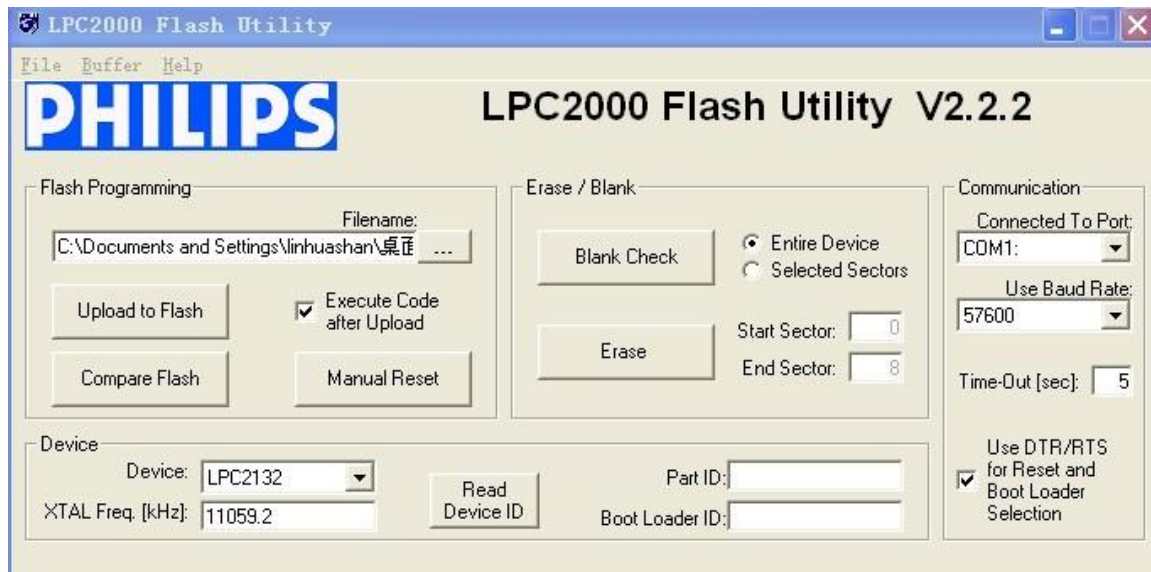 LPC2000 Flash Utility
File Buffer Help
PHILIPS
LPC2000 Flash Utility V2.2.2
Flash Programming
Filename:
C:\Documents and Settings\linhuashan\桌面
...
Upload to Flash
Execute Code
after Upload
Compare Flash
Manual Reset
Erase / Blank
Blank Check
Entire Device
Selected Sectors
Erase
Start Sector: 0
End Sector: 8
Communication
Connected To Port:
COM1:
Use Baud Rate:
57600
Time-Out [sec]: 5
Use DTR/RTS
for Reset and
Boot Loader
Selection
Device
Device: LPC2132
XTAL Freq. [kHz]: 11059.2
Read
Device ID
Part ID:
Boot Loader ID: